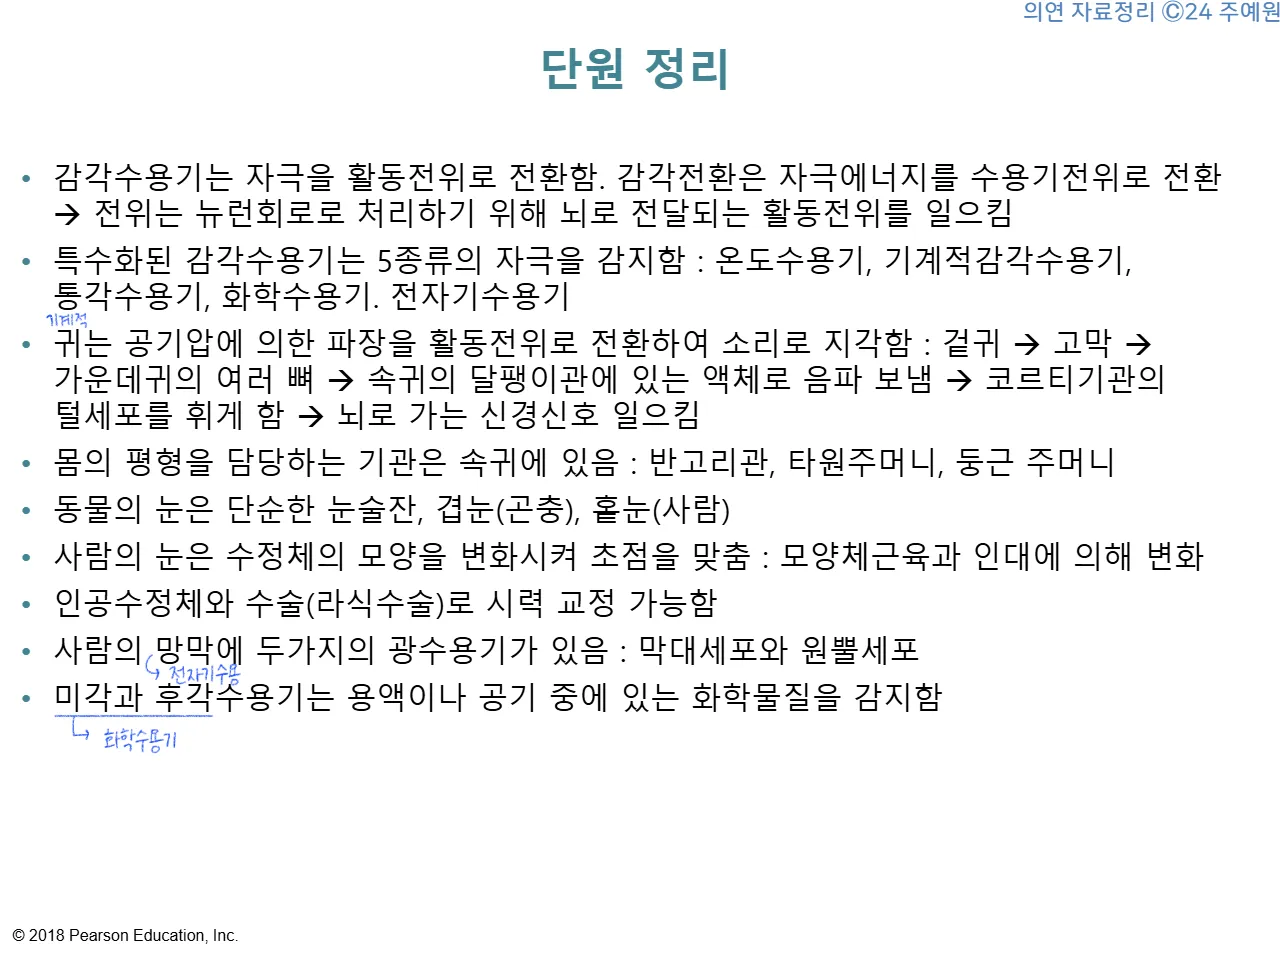 의연 자료정리 ©24 주예원
단원 정리
• 감각수용기는 자극을 활동전위로 전환함. 감각전환은 자극에너지를 수용기전위로 전환
→ 전위는 뉴런회로로 처리하기 위해 뇌로 전달되는 활동전위를 일으킴
• 특수화된 감각수용기는 5종류의 자극을 감지함 : 온도수용기, 기계적감각수용기,
통각수용기, 화학수용기. 전자기수용기
기계적
• 귀는 공기압에 의한 파장을 활동전위로 전환하여 소리로 지각함 : 겉귀 → 고막 →
가운데귀의 여러 뼈 → 속귀의 달팽이관에 있는 액체로 음파 보냄 → 코르티기관의
털세포를 휘게 함 → 뇌로 가는 신경신호 일으킴
• 몸의 평형을 담당하는 기관은 속귀에 있음 : 반고리관, 타원주머니, 둥근 주머니
• 동물의 눈은 단순한 눈술잔, 겹눈(곤충), 홑눈(사람)
• 사람의 눈은 수정체의 모양을 변화시켜 초점을 맞춤 : 모양체근육과 인대에 의해 변화
• 인공수정체와 수술(라식수술)로 시력 교정 가능함
• 사람의 망막에 두가지의 광수용기가 있음 : 막대세포와 원뿔세포
전자기수용
• 미각과 후각수용기는 용액이나 공기 중에 있는 화학물질을 감지함
화학수용기
© 2018 Pearson Education, Inc.